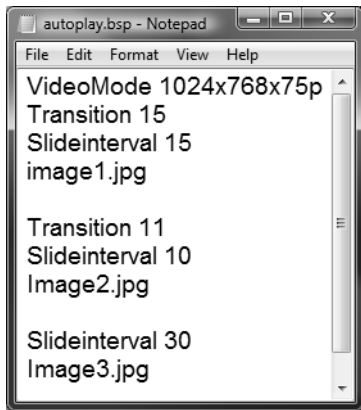 autoplay.bsp - Notepad
File Edit Format View Help
VideoMode 1024x768x75p
Transition 15
Slideinterval 15
image1.jpg
Transition 11
Slideinterval 10
Image2.jpg
Slideinterval 30
Image3.jpg